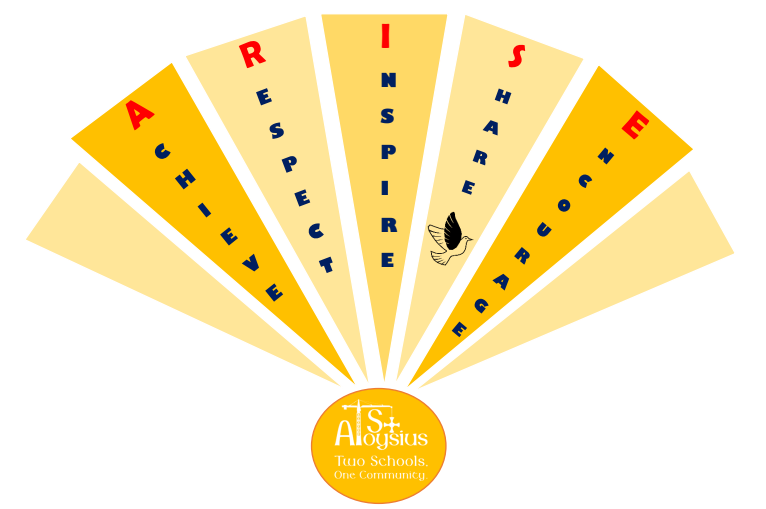 ACHIEVE
RESPECT
INSPIRE
SHARE
ENCOURAGE
St
Aloysius
Two Schools.
One Community.